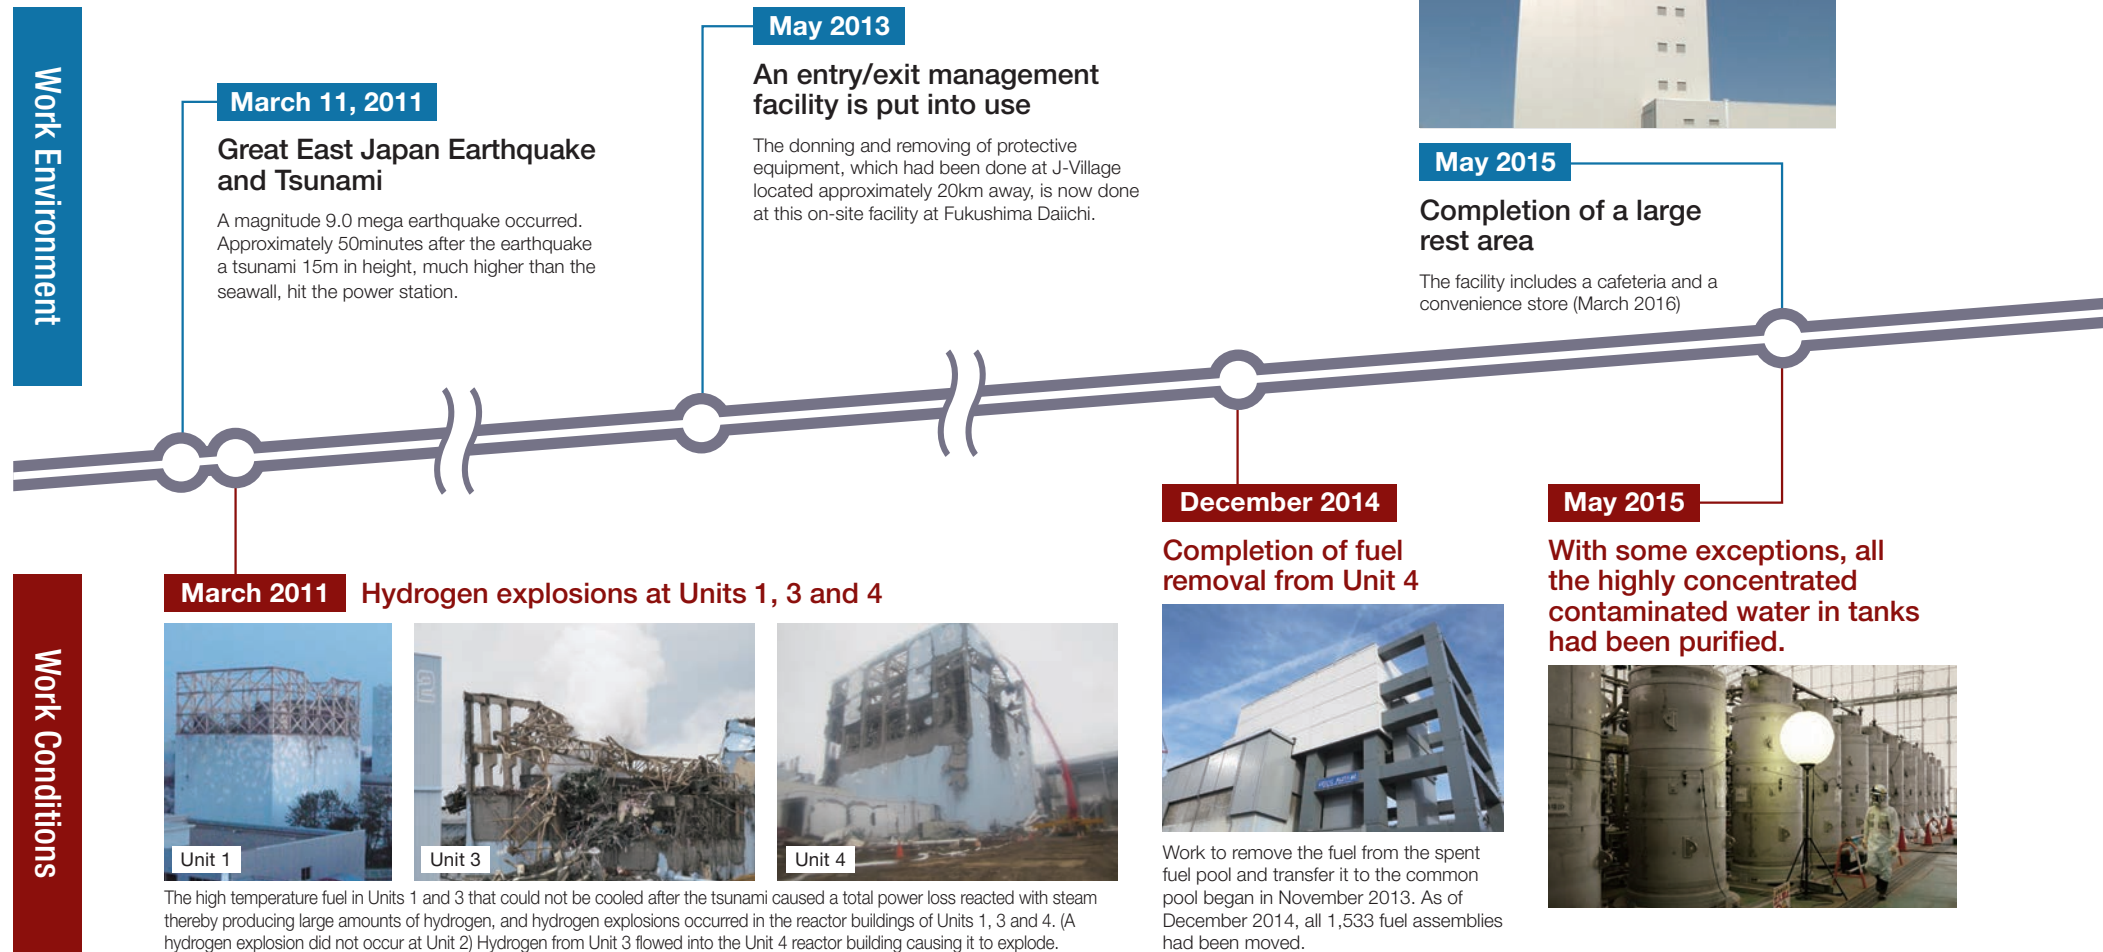 Work Environment
March 11, 2011
Great East Japan Earthquake
and Tsunami
A magnitude 9.0 mega earthquake occurred.
Approximately 50minutes after the earthquake
a tsunami 15m in height, much higher than the
seawall, hit the power station.
May 2013
An entry/exit management
facility is put into use
The donning and removing of protective
equipment, which had been done at J-Village
located approximately 20km away, is now done
at this on-site facility at Fukushima Daiichi.
May 2015
Completion of a large
rest area
The facility includes a cafeteria and a
convenience store (March 2016)
Work Conditions
March 2011
Hydrogen explosions at Units 1, 3 and 4
Unit 1
Unit 3
Unit 4
The high temperature fuel in Units 1 and 3 that could not be cooled after the tsunami caused a total power loss reacted with steam
thereby producing large amounts of hydrogen, and hydrogen explosions occurred in the reactor buildings of Units 1, 3 and 4. (A
hydrogen explosion did not occur at Unit 2) Hydrogen from Unit 3 flowed into the Unit 4 reactor building causing it to explode.
December 2014
Completion of fuel
removal from Unit 4
Work to remove the fuel from the spent
fuel pool and transfer it to the common
pool began in November 2013. As of
December 2014, all 1,533 fuel assemblies
had been moved.
May 2015
With some exceptions, all
the highly concentrated
contaminated water in tanks
had been purified.